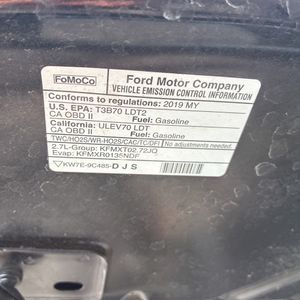 FoMoCo
Ford Motor Company
VEHICLE EMISSION CONTROL INFORMATION
Conforms to regulations: 2019 MY
U.S. EPA: T3B70 LDT2
CA OBD II Fuel: Gasoline
California: ULEV70 LDT
CA OBD II Fuel: Gasoline
TWC/HO2S/WR-HO2S/CAC/TC/DFI No adjustments needed.
2.7L-Group: KFMXT02.72JQ
Evap: KFMXR0135NDF
KW7E-9C485-DJS